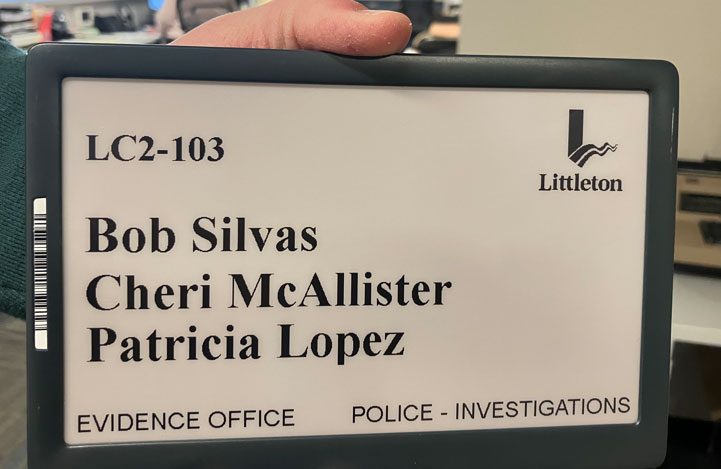 LC2-103
Littleton
Bob Silvas
Cheri McAllister
Patricia Lopez
EVIDENCE OFFICE POLICE - INVESTIGATIONS